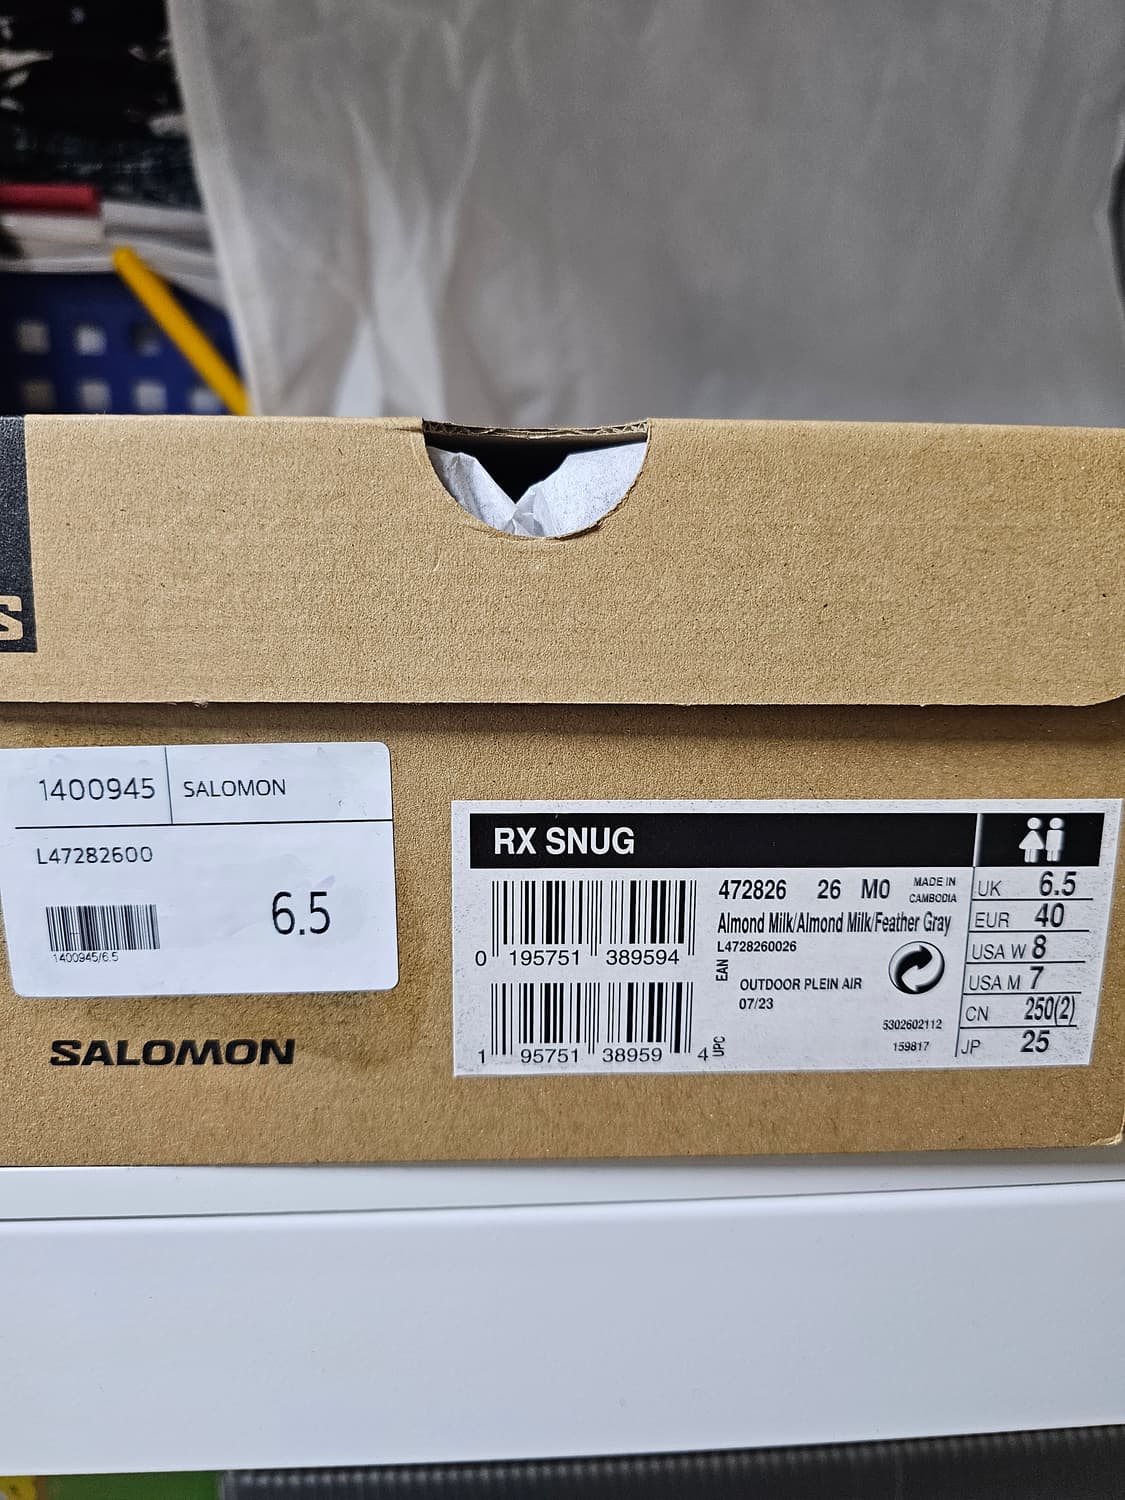 S
1400945 SALOMON
L47282600
6.5
1400945/6.5
SALOMON
RX SNUG
472826 26 M0 MADE IN CAMBODIA
Almond Milk/Almond Milk/Feather Gray
L4728260026
0 195751 389594 EAN
OUTDOOR PLEIN AIR
07/23
5302602112
159817
1 95751 38959 4 UPC
UK 6.5
EUR 40
USA W 8
USA M 7
CN 250(2)
JP 25